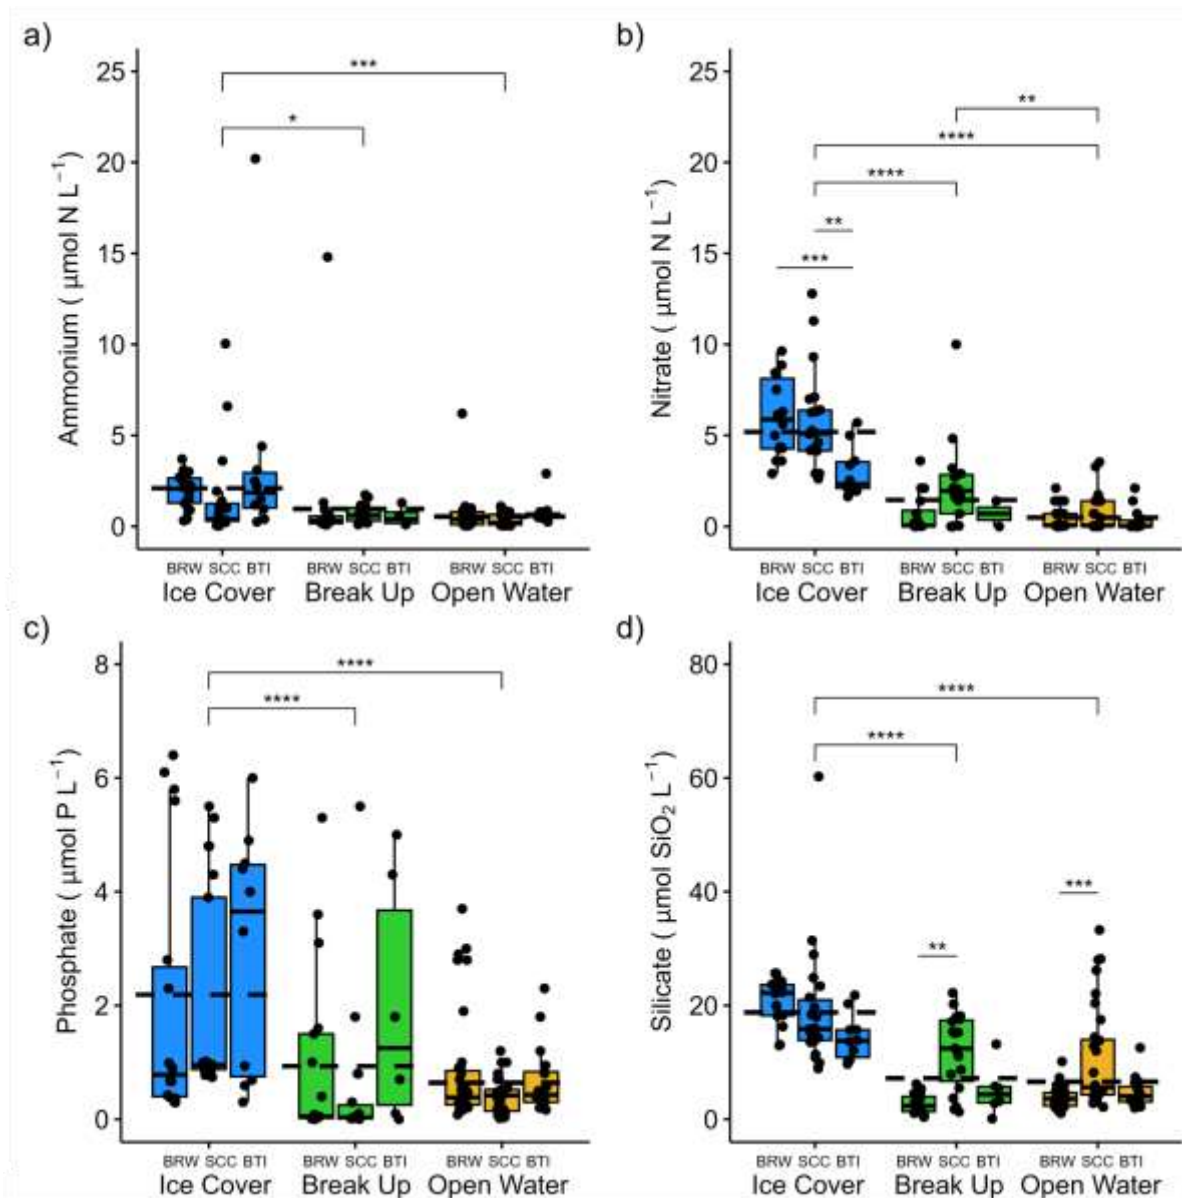 a)
Ammonium ( µmol N L⁻¹)
25
20
15
10
5
0
***
*
BRW SCC BTI BRW SCC BTI BRW SCC BTI
Ice Cover Break Up Open Water
b)
Nitrate ( µmol N L⁻¹)
25
20
15
10
5
0
**
****
****
**
***
BRW SCC BTI BRW SCC BTI BRW SCC BTI
Ice Cover Break Up Open Water
c)
Phosphate ( µmol P L⁻¹)
8
6
4
2
0
****
****
BRW SCC BTI BRW SCC BTI BRW SCC BTI
Ice Cover Break Up Open Water
d)
Silicate ( µmol SiO₂ L⁻¹)
80
60
40
20
0
****
****
***
**
BRW SCC BTI BRW SCC BTI BRW SCC BTI
Ice Cover Break Up Open Water